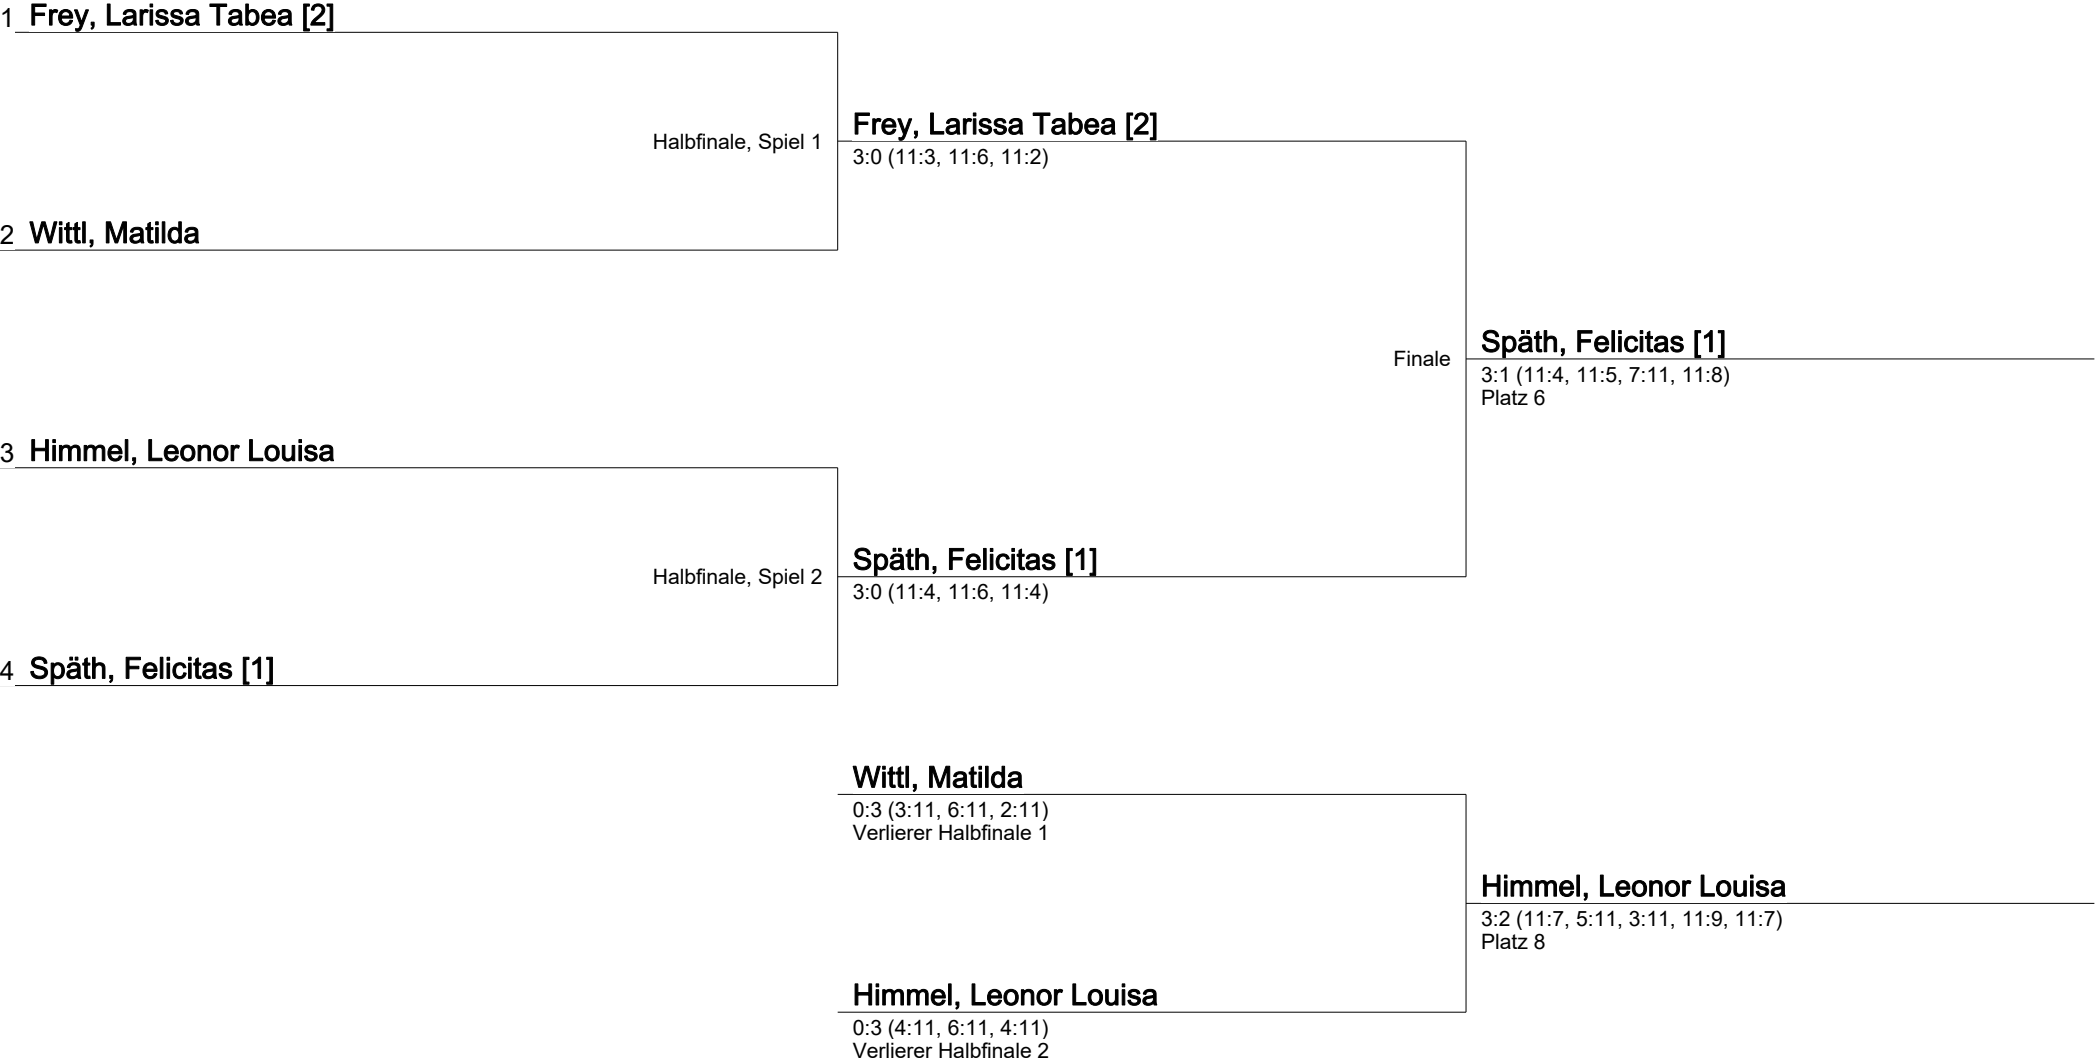 1 Frey, Larissa Tabea [2]
Halbfinale, Spiel 1
Frey, Larissa Tabea [2]
3:0 (11:3, 11:6, 11:2)
2 Wittl, Matilda
Finale
Späth, Felicitas [1]
3:1 (11:4, 11:5, 7:11, 11:8)
Platz 6
3 Himmel, Leonor Louisa
Halbfinale, Spiel 2
Späth, Felicitas [1]
3:0 (11:4, 11:6, 11:4)
4 Späth, Felicitas [1]
Wittl, Matilda
0:3 (3:11, 6:11, 2:11)
Verlierer Halbfinale 1
Himmel, Leonor Louisa
3:2 (11:7, 5:11, 3:11, 11:9, 11:7)
Platz 8
Himmel, Leonor Louisa
0:3 (4:11, 6:11, 4:11)
Verlierer Halbfinale 2